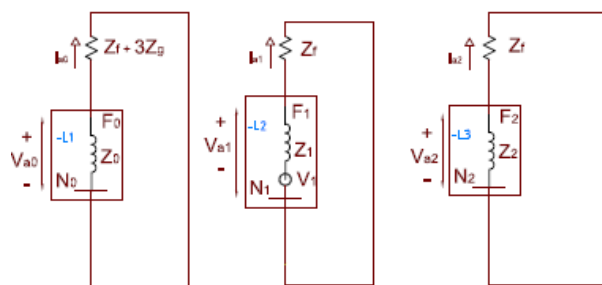 Ia0 Zf + 3Zg
Ia1 Zf
Ia2 Zf
+ F0
-L1
Va0 Z0
- N0
+ F1
-L2
Va1 Z1
V1
- N1
+ F2
-L3
Va2 Z2
- N2